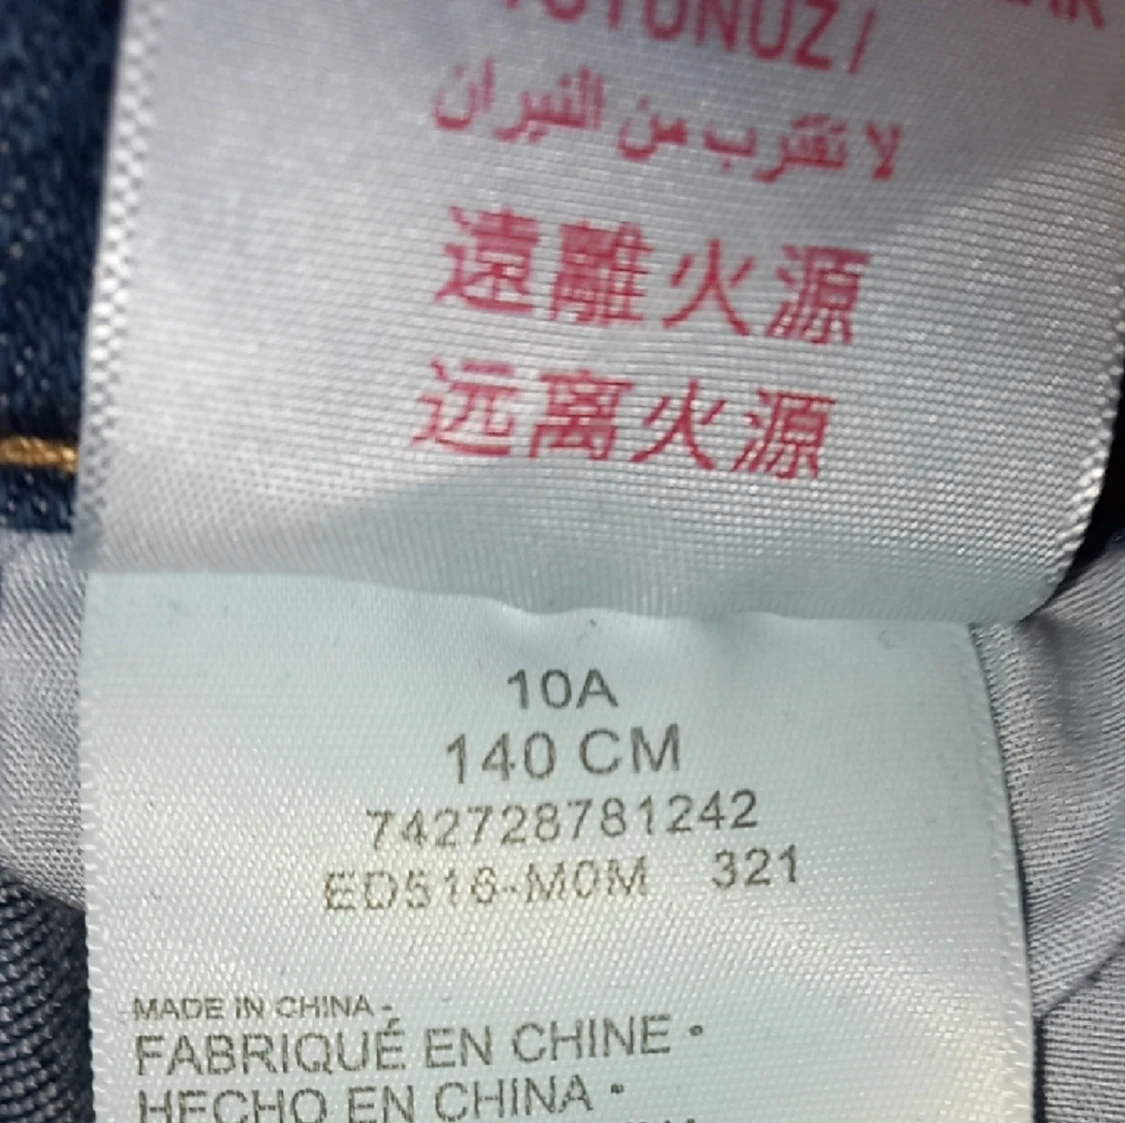 TUTUNUZ /
لا تقترب من النيران
遠離火源
远离火源
10A
140 CM
742728781242
ED516-M0M 321
MADE IN CHINA -
FABRIQUÉ EN CHINE •
HECHO EN CHINA •